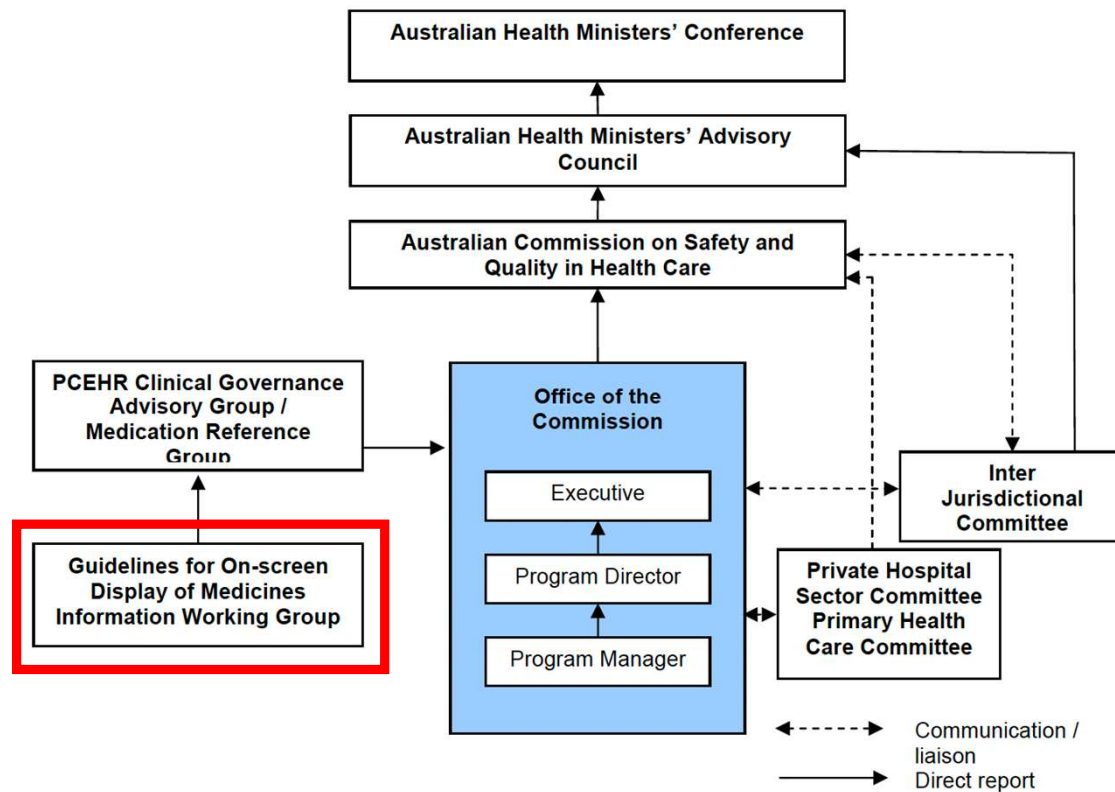 Australian Health Ministers' Conference
Australian Health Ministers' Advisory
Council
Australian Commission on Safety and
Quality in Health Care
PCEHR Clinical Governance
Advisory Group /
Medication Reference
Group
Guidelines for On-screen
Display of Medicines
Information Working Group
Office of the
Commission
Executive
Program Director
Program Manager
Inter
Jurisdictional
Committee
Private Hospital
Sector Committee
Primary Health
Care Committee
Communication /
liaison
Direct report